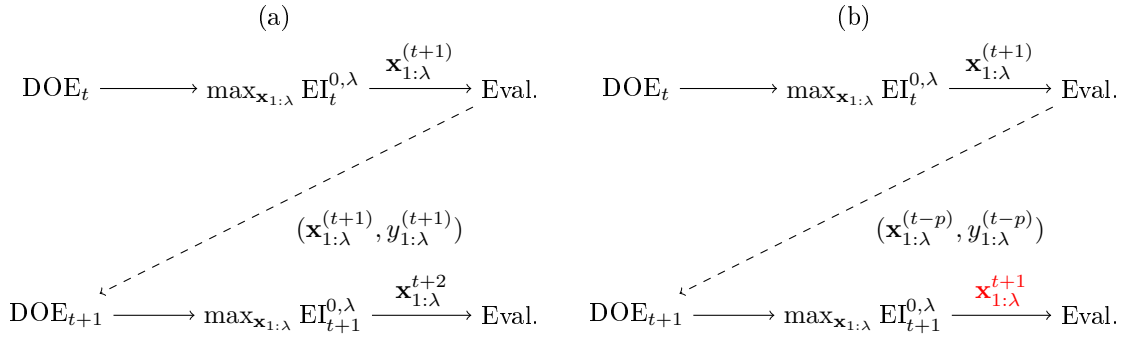 (a)
DOE_t max_{𝐱_{1:λ}} EI_t^{0,λ} 𝐱_{1:λ}^{(t+1)} Eval.
(𝐱_{1:λ}^{(t+1)}, y_{1:λ}^{(t+1)})
DOE_{t+1} max_{𝐱_{1:λ}} EI_{t+1}^{0,λ} 𝐱_{1:λ}^{t+2} Eval.
(b)
DOE_t max_{𝐱_{1:λ}} EI_t^{0,λ} 𝐱_{1:λ}^{(t+1)} Eval.
(𝐱_{1:λ}^{(t-p)}, y_{1:λ}^{(t-p)})
DOE_{t+1} max_{𝐱_{1:λ}} EI_{t+1}^{0,λ} 𝐱_{1:λ}^{t+1} Eval.